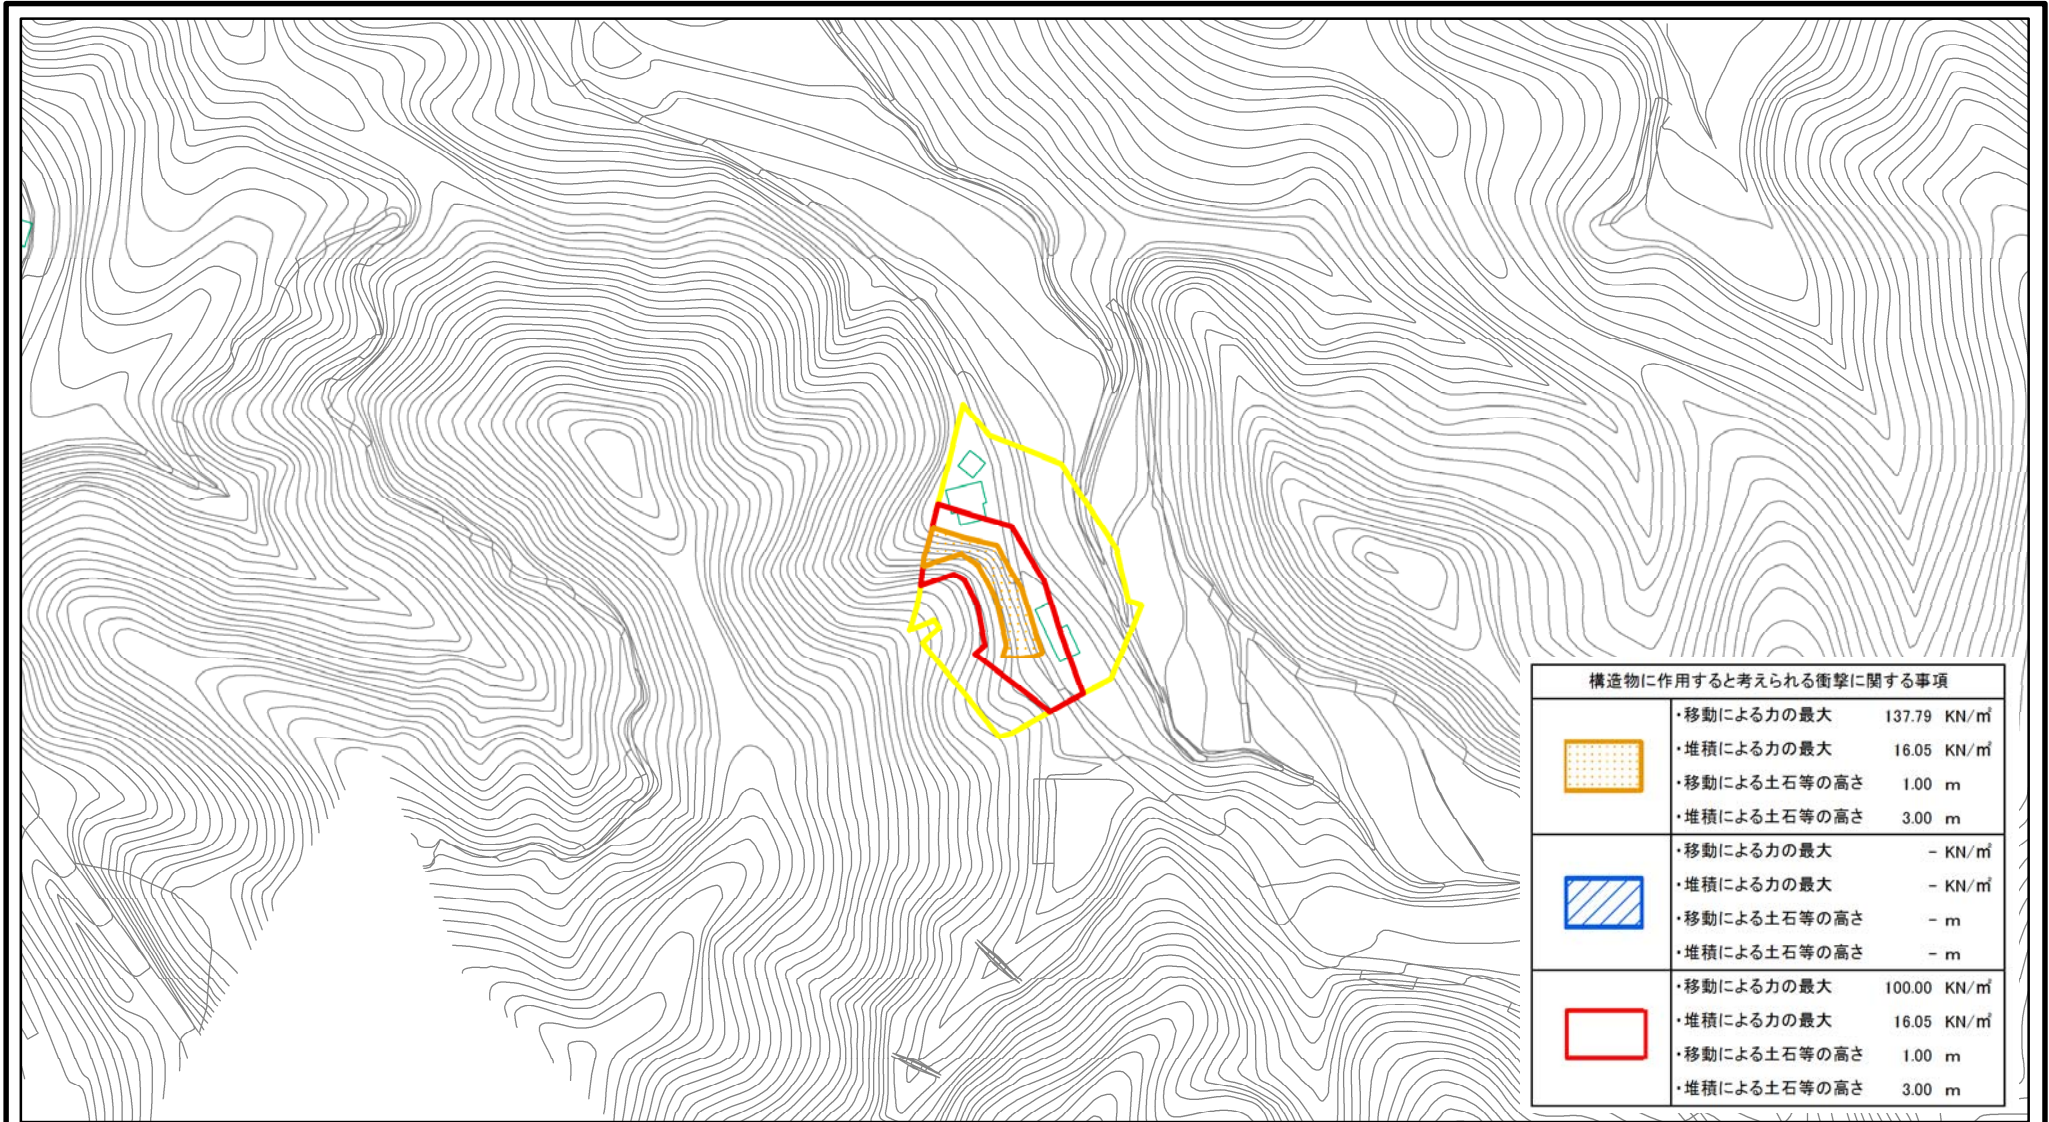 構造物に作用すると考えられる衝撃に関する事項
・移動による力の最大 137.79 KN/㎡
・堆積による力の最大 16.05 KN/㎡
・移動による土石等の高さ 1.00 m
・堆積による土石等の高さ 3.00 m
・移動による力の最大 - KN/㎡
・堆積による力の最大 - KN/㎡
・移動による土石等の高さ - m
・堆積による土石等の高さ - m
・移動による力の最大 100.00 KN/㎡
・堆積による力の最大 16.05 KN/㎡
・移動による土石等の高さ 1.00 m
・堆積による土石等の高さ 3.00 m